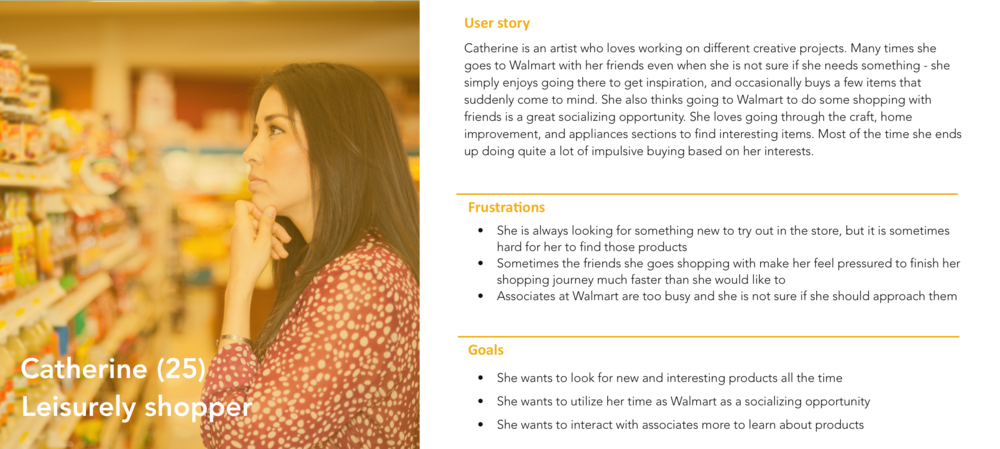 Catherine (25)
Leisurely shopper
User story
Catherine is an artist who loves working on different creative projects. Many times she
goes to Walmart with her friends even when she is not sure if she needs something - she
simply enjoys going there to get inspiration, and occasionally buys a few items that
suddenly come to mind. She also thinks going to Walmart to do some shopping with
friends is a great socializing opportunity. She loves going through the craft, home
improvement, and appliances sections to find interesting items. Most of the time she ends
up doing quite a lot of impulsive buying based on her interests.
Frustrations
• She is always looking for something new to try out in the store, but it is sometimes
hard for her to find those products
• Sometimes the friends she goes shopping with make her feel pressured to finish her
shopping journey much faster than she would like to
• Associates at Walmart are too busy and she is not sure if she should approach them
Goals
• She wants to look for new and interesting products all the time
• She wants to utilize her time as Walmart as a socializing opportunity
• She wants to interact with associates more to learn about products